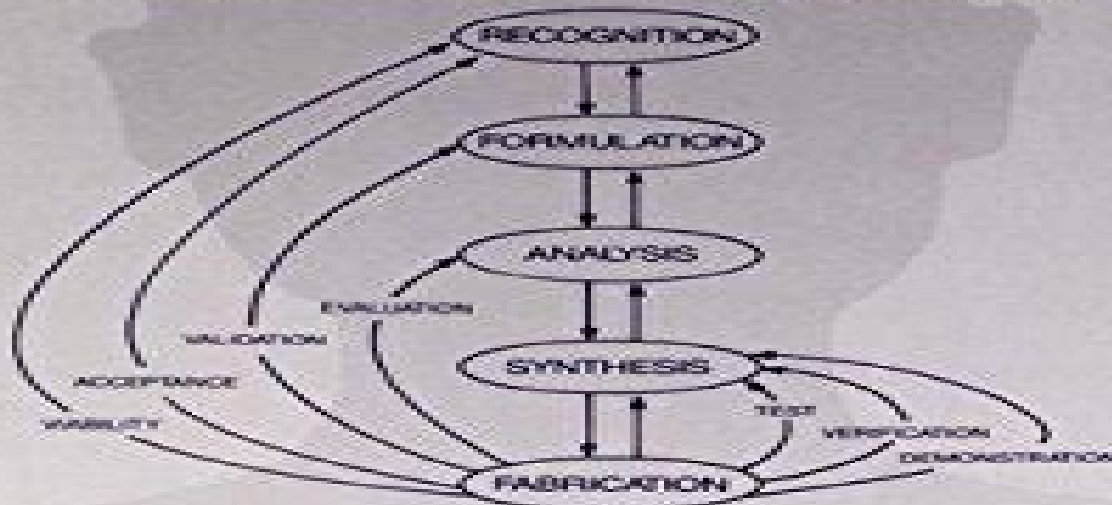 RECOGNITION
FORMULATION
ANALYSIS
EVALUATION
VALIDATION
SYNTHESIS
ACCEPTANCE
TEST
VIABILITY
VERIFICATION
DEMONSTRATION
FABRICATION